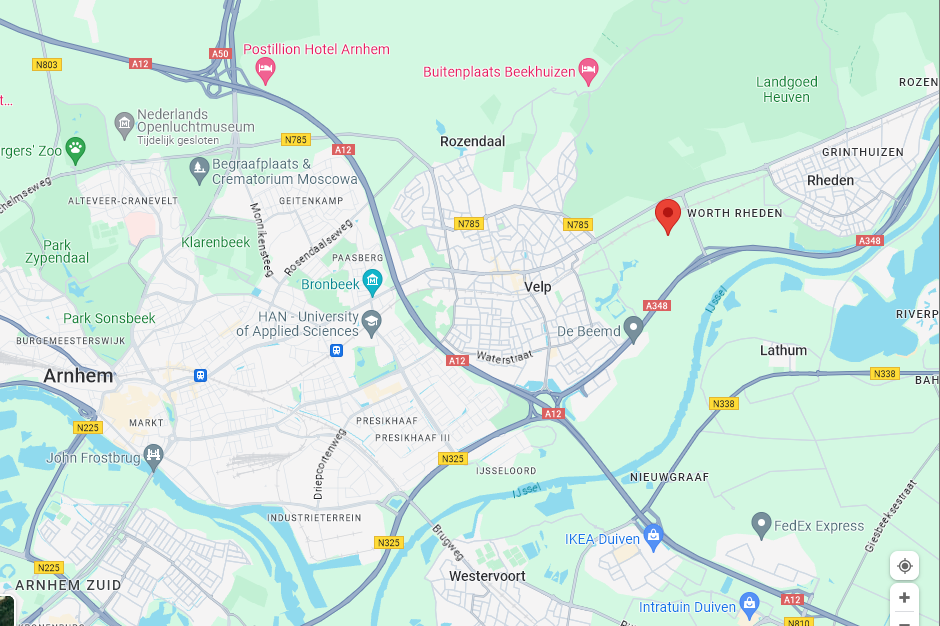 Postillion Hotel Arnhem
A50
N803
A12
Buitenplaats Beekhuizen
Landgoed
Heuven
ROZEN
t...
Nederlands
Openluchtmuseum
Tijdelijk gesloten
N785
A12
Rozendaal
rgers' Zoo
Begraafplaats &
Crematorium Moscowa
GRINTHUIZEN
Rheden
chelmseweg
ALTEVEER-CRANEVELT
GEITENKAMP
Monnikensteeg
Rosendaalseweg
N785
N785
WORTH RHEDEN
Park
Zypendaal
Klarenbeek
PAASBERG
A348
Bronbeek
Velp
IJssel
A348
Park Sonsbeek
HAN - University
of Applied Sciences
De Beemd
RIVERP
BURGEMEESTERSWIJK
Waterstraat
Lathum
A12
Arnhem
N338
BAH
N338
A12
MARKT
PRESIKHAAF
N225
PRESIKHAAF III
John Frostbrug
Driepoortenweg
N325
IJSSELOORD
NIEUWGRAAF
IJssel
INDUSTRIETERREIN
Giesbeeksestraat
FedEx Express
N325
Brugweg
IKEA Duiven
N225
ARNHEM ZUID
Westervoort
A12
Intratuin Duiven
N810